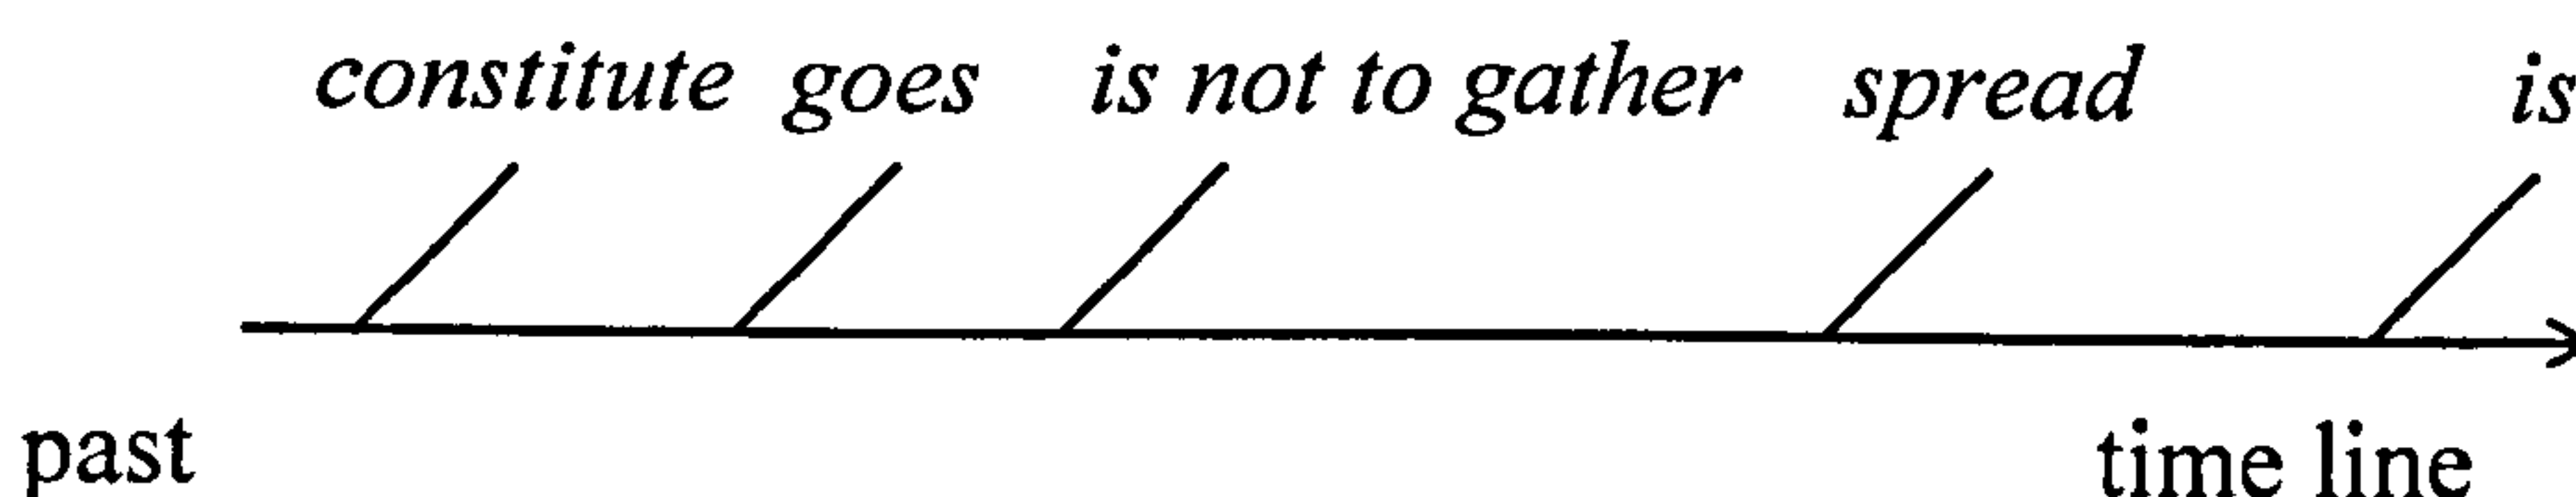 constitute goes is not to gather spread is
past time line